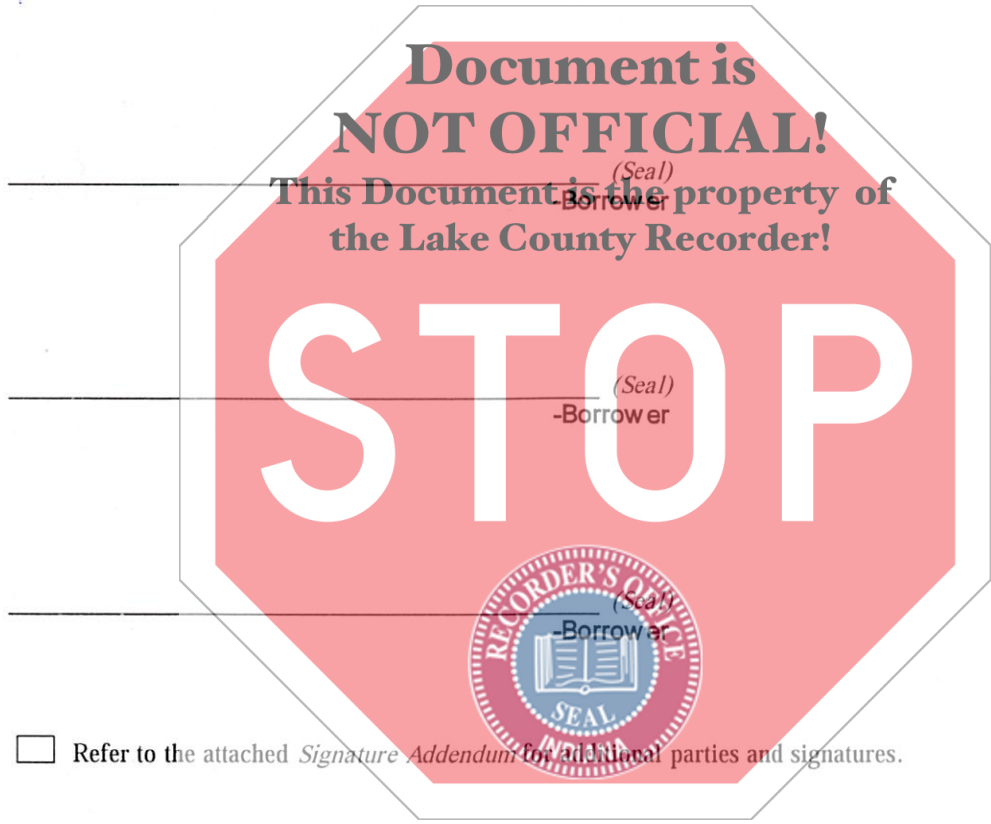 Document is
NOT OFFICIAL!
(Seal)
This Document is the property of
-Borrower
the Lake County Recorder!
STOP
(Seal)
-Borrower
RECORDER'S OFFICE
(Seal)
-Borrower
SEAL
INDIANA
Refer to the attached Signature Addendum for additional parties and signatures.